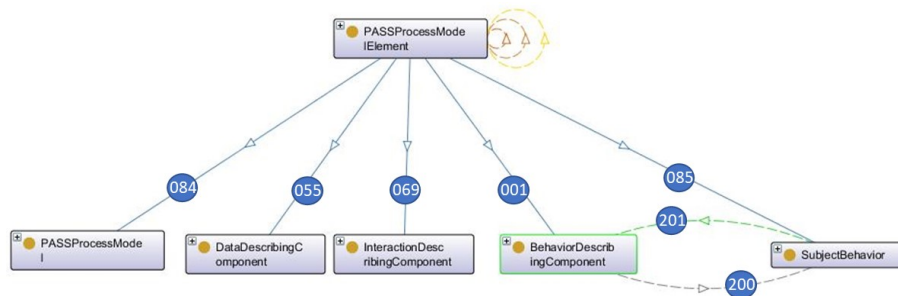 PASSProcessMode
lElement
084
055
069
001
085
201
PASSProcessMode
l
DataDescribingC
omponent
InteractionDesc
ribingComponent
BehaviorDescrib
ingComponent
SubjectBehavior
200